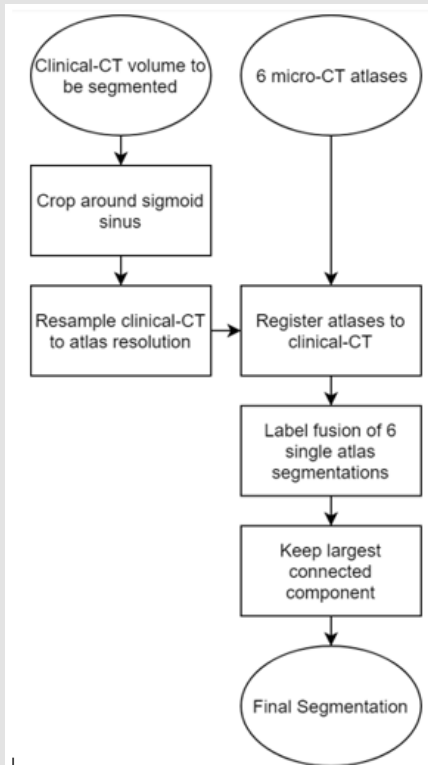 Clinical-CT volume to
be segmented
6 micro-CT atlases
Crop around sigmoid
sinus
Resample clinical-CT
to atlas resolution
Register atlases to
clinical-CT
Label fusion of 6
single atlas
segmentations
Keep largest
connected
component
Final Segmentation